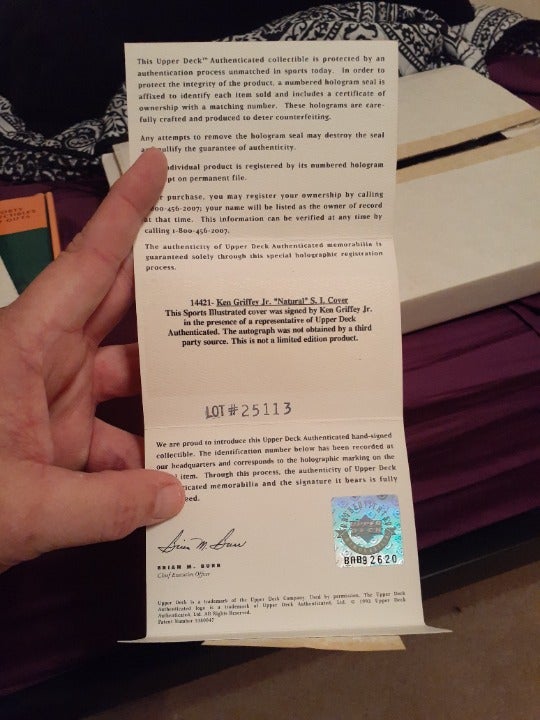 This Upper Deck™ Authenticated collectible is protected by an
authentication process unmatched in sports today. In order to
protect the integrity of the product, a numbered hologram seal is
affixed to identify each item sold and includes a certificate of
ownership with a matching number. These holograms are care-
fully crafted and produced to deter counterfeiting.
Any attempts to remove the hologram seal may destroy the seal
nullify the guarantee of authenticity.
individual product is registered by its numbered hologram
on permanent file.
purchase, you may register your ownership by calling
800-456-2007; your name will be listed as the owner of record
at that time. This information can be verified at any time by
calling 1-800-456-2007.
The authenticity of Upper Deck Authenticated memorabilia is
guaranteed solely through this special holographic registration
process.
14421- Ken Griffey Jr. "Natural" S. I. Cover
This Sports Illustrated cover was signed by Ken Griffey Jr.
in the presence of a representative of Upper Deck
Authenticated. The autograph was not obtained by a third
party source. This is not a limited edition product.
LOT # 25113
We are proud to introduce this Upper Deck Authenticated hand-signed
collectible. The identification number below has been recorded at
our headquarters and corresponds to the holographic marking on the
item. Through this process, the authenticity of Upper Deck
memorabilia and the signature it bears is fully
Brian M. Burr
BRIAN M. BURR
Chief Executive Officer
UPPER DECK
BAB92620
Upper Deck is a trademark of the Upper Deck Company. Used by permission. The Upper Deck
Authenticated logo is a trademark of Upper Deck Authenticated, Ltd. © 1993 Upper Deck
Authenticated, Ltd. All Rights Reserved.
Patent Number